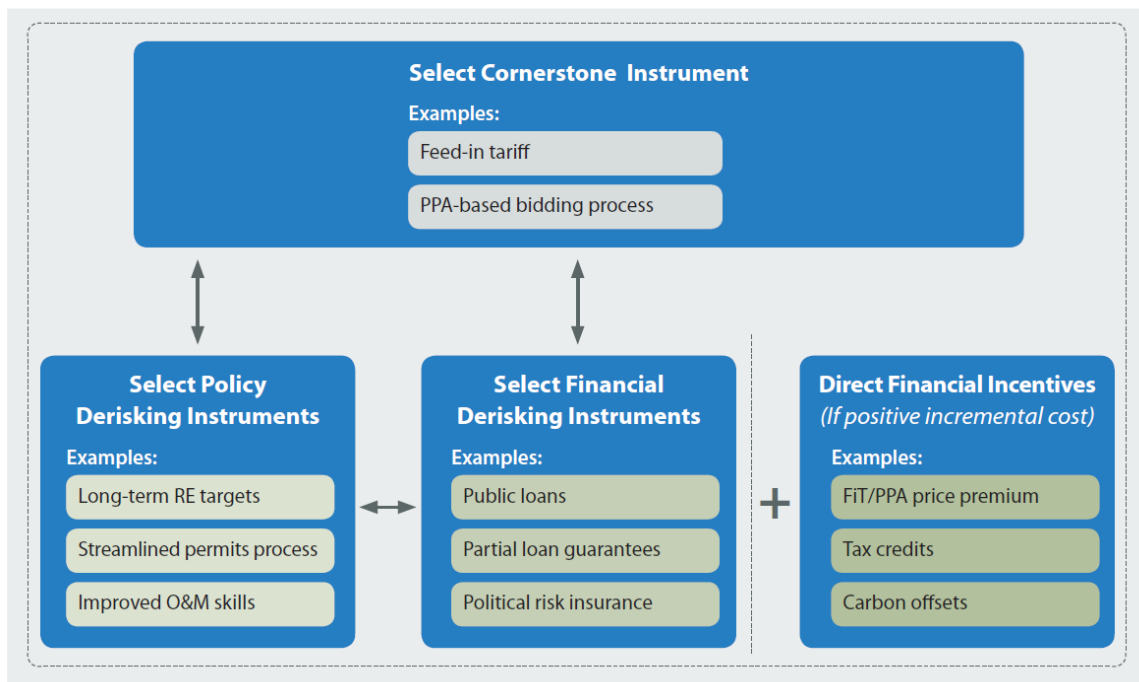 Select Cornerstone Instrument
Examples:
Feed-in tariff
PPA-based bidding process
Select Policy
Derisking Instruments
Examples:
Long-term RE targets
Streamlined permits process
Improved O&M skills
Select Financial
Derisking Instruments
Examples:
Public loans
Partial loan guarantees
Political risk insurance
+
Direct Financial Incentives
(If positive incremental cost)
Examples:
FiT/PPA price premium
Tax credits
Carbon offsets